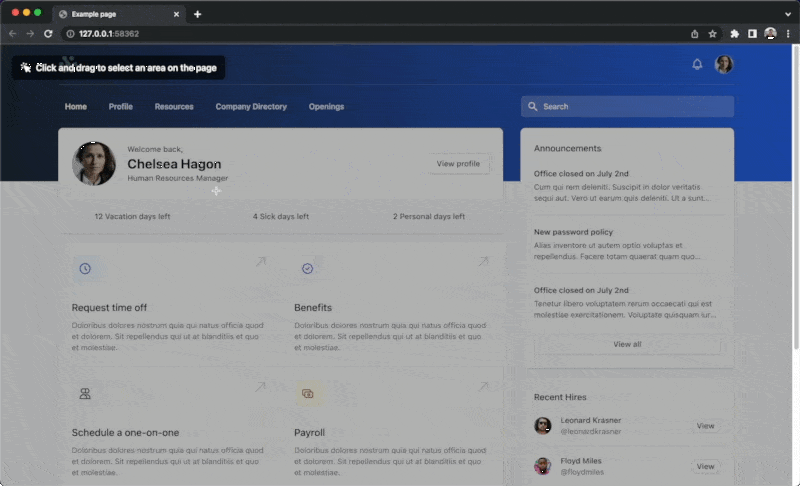 Example page
127.0.0.1:58362
Click and drag to select an area on the page
Home
Profile
Resources
Company Directory
Openings
Search
Welcome back,
Chelsea Hagon
Human Resources Manager
View profile
12 Vacation days left
4 Sick days left
2 Personal days left
Request time off
Doloribus dolores nostrum quia qui natus officia quod
et dolorem. Sit repellendus qui ut at blanditiis et quo
et molestiae.
Benefits
Doloribus dolores nostrum quia qui natus officia quod
et dolorem. Sit repellendus qui ut at blanditiis et quo
et molestiae.
Schedule a one-on-one
Doloribus dolores nostrum quia qui natus officia quod
et dolorem. Sit repellendus qui ut at blanditiis et quo
Payroll
Doloribus dolores nostrum quia qui natus officia quod
et dolorem. Sit repellendus qui ut at blanditiis et quo
Announcements
Office closed on July 2nd
Cum qui rem deleniti. Suscipit in dolor veritatis
sequi aut. Vero ut earum quis deleniti. Ut a sunt...
New password policy
Alias inventore ut autem optio voluptas et
repellendus. Facere totam quaerat quam quo...
Office closed on July 2nd
Tenetur libero voluptatem rerum occaecati qui est
molestiae exercitationem. Voluptate quisquam iur...
View all
Recent Hires
Leonard Krasner
@leonardkrasner
View
Floyd Miles
@floydmiles
View